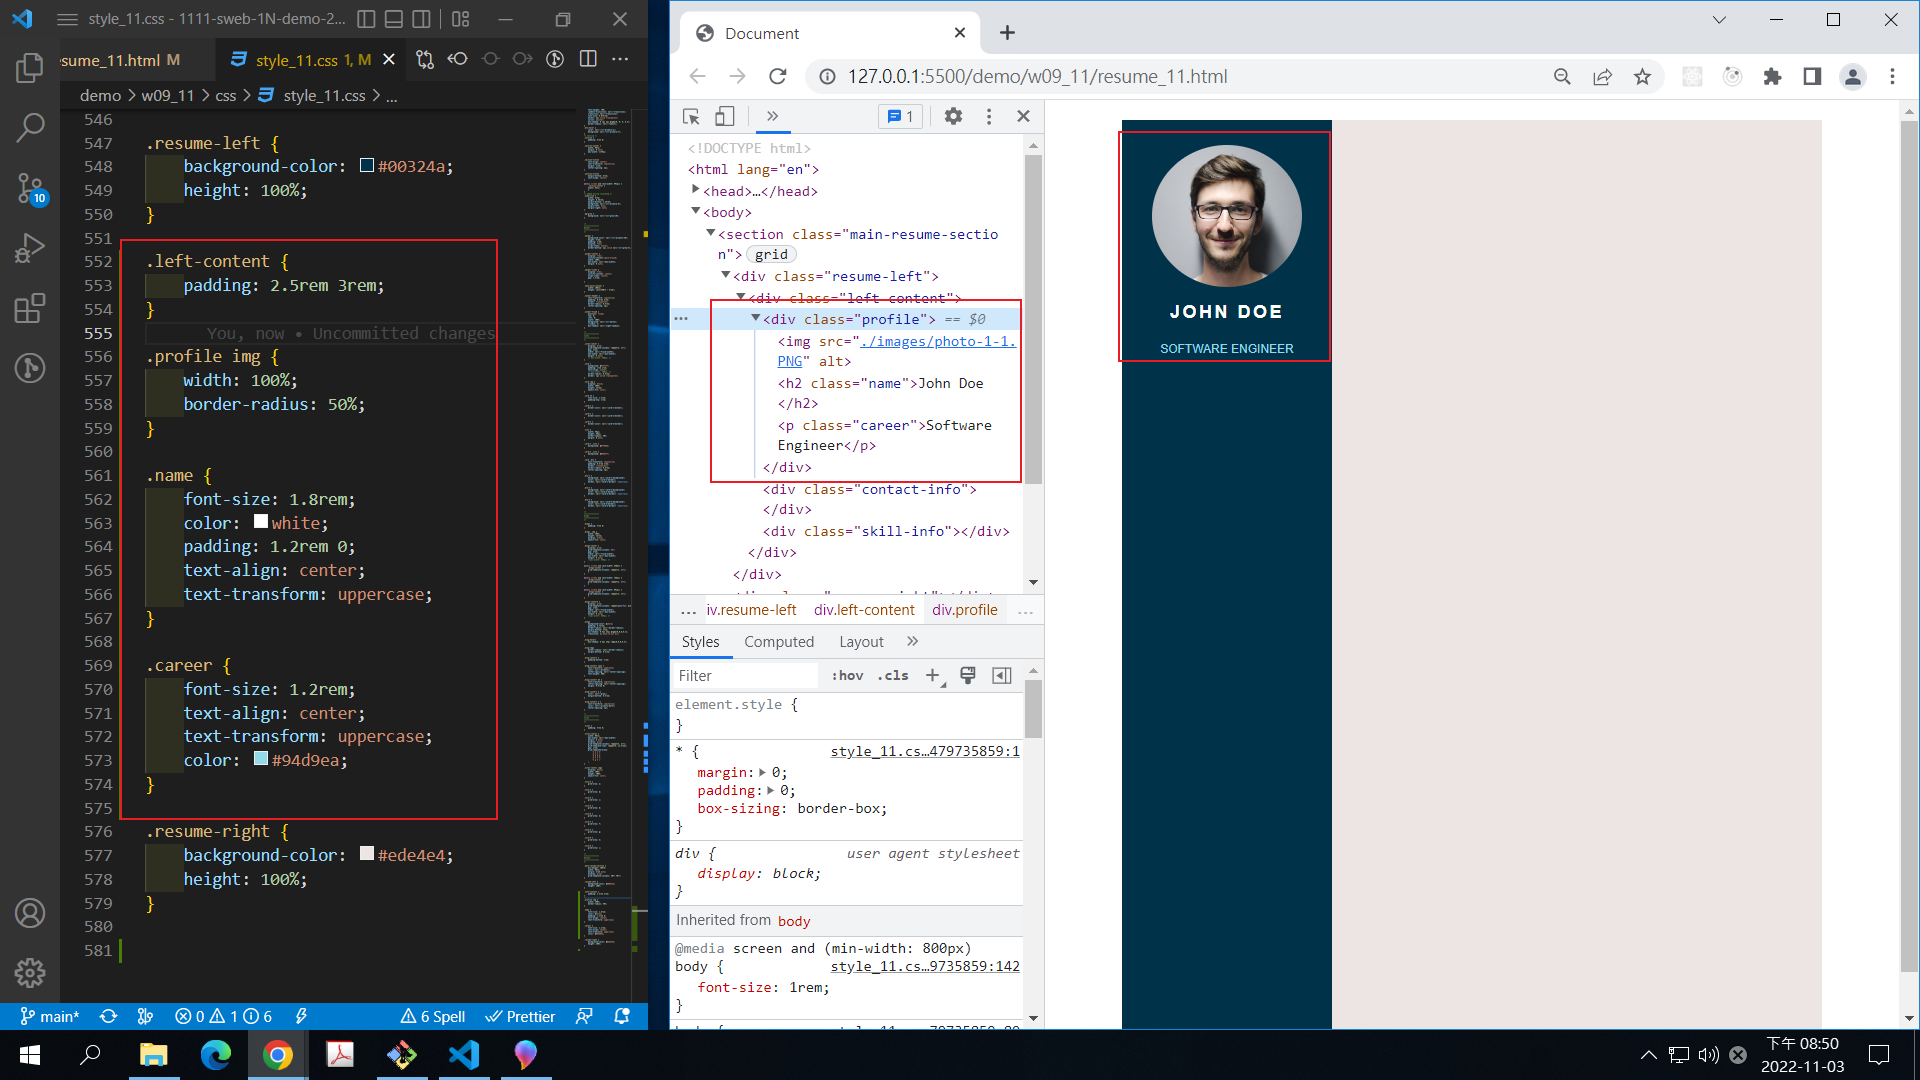 style_11.css - 1111-sweb-1N-demo-2...
esume_11.html M
style_11.css 1, M
demo > w09_11 > css > style_11.css > ...
546
547 .resume-left {
548 background-color: #00324a;
549 height: 100%;
550 }
551
552 .left-content {
553 padding: 2.5rem 3rem;
554 }
555 You, now • Uncommitted changes
556 .profile img {
557 width: 100%;
558 border-radius: 50%;
559 }
560
561 .name {
562 font-size: 1.8rem;
563 color: white;
564 padding: 1.2rem 0;
565 text-align: center;
566 text-transform: uppercase;
567 }
568
569 .career {
570 font-size: 1.2rem;
571 text-align: center;
572 text-transform: uppercase;
573 color: #94d9ea;
574 }
575
576 .resume-right {
577 background-color: #ede4e4;
578 height: 100%;
579 }
580
581
10
main*
0 1 6
6 Spell
Prettier
Document
127.0.0.1:5500/demo/w09_11/resume_11.html
1
<!DOCTYPE html>
<html lang="en">
<head>…</head>
<body>
<section class="main-resume-sectio
n"> grid
<div class="resume-left">
<div class="left-content">
<div class="profile"> == $0
<img src="./images/photo-1-1.
PNG" alt>
<h2 class="name">John Doe
</h2>
<p class="career">Software
Engineer</p>
</div>
<div class="contact-info">
</div>
<div class="skill-info"></div>
</div>
</div>
... iv.resume-left div.left-content div.profile ...
Styles Computed Layout
Filter :hov .cls
element.style {
}
* { style_11.cs…479735859:1
margin: 0;
padding: 0;
box-sizing: border-box;
}
div { user agent stylesheet
display: block;
}
Inherited from body
@media screen and (min-width: 800px)
body { style_11.cs…9735859:142
font-size: 1rem;
}
JOHN DOE
SOFTWARE ENGINEER
下午 08:50
2022-11-03